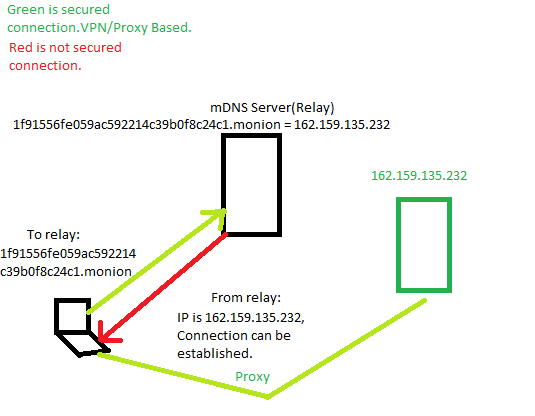 Green is secured
connection.VPN/Proxy Based.
Red is not secured
connection.
mDNS Server(Relay)
1f91556fe059ac592214c39b0f8c24c1.monion = 162.159.135.232
162.159.135.232
To relay:
1f91556fe059ac592214
c39b0f8c24c1.monion
From relay:
IP is 162.159.135.232,
Connection can be
established.
Proxy